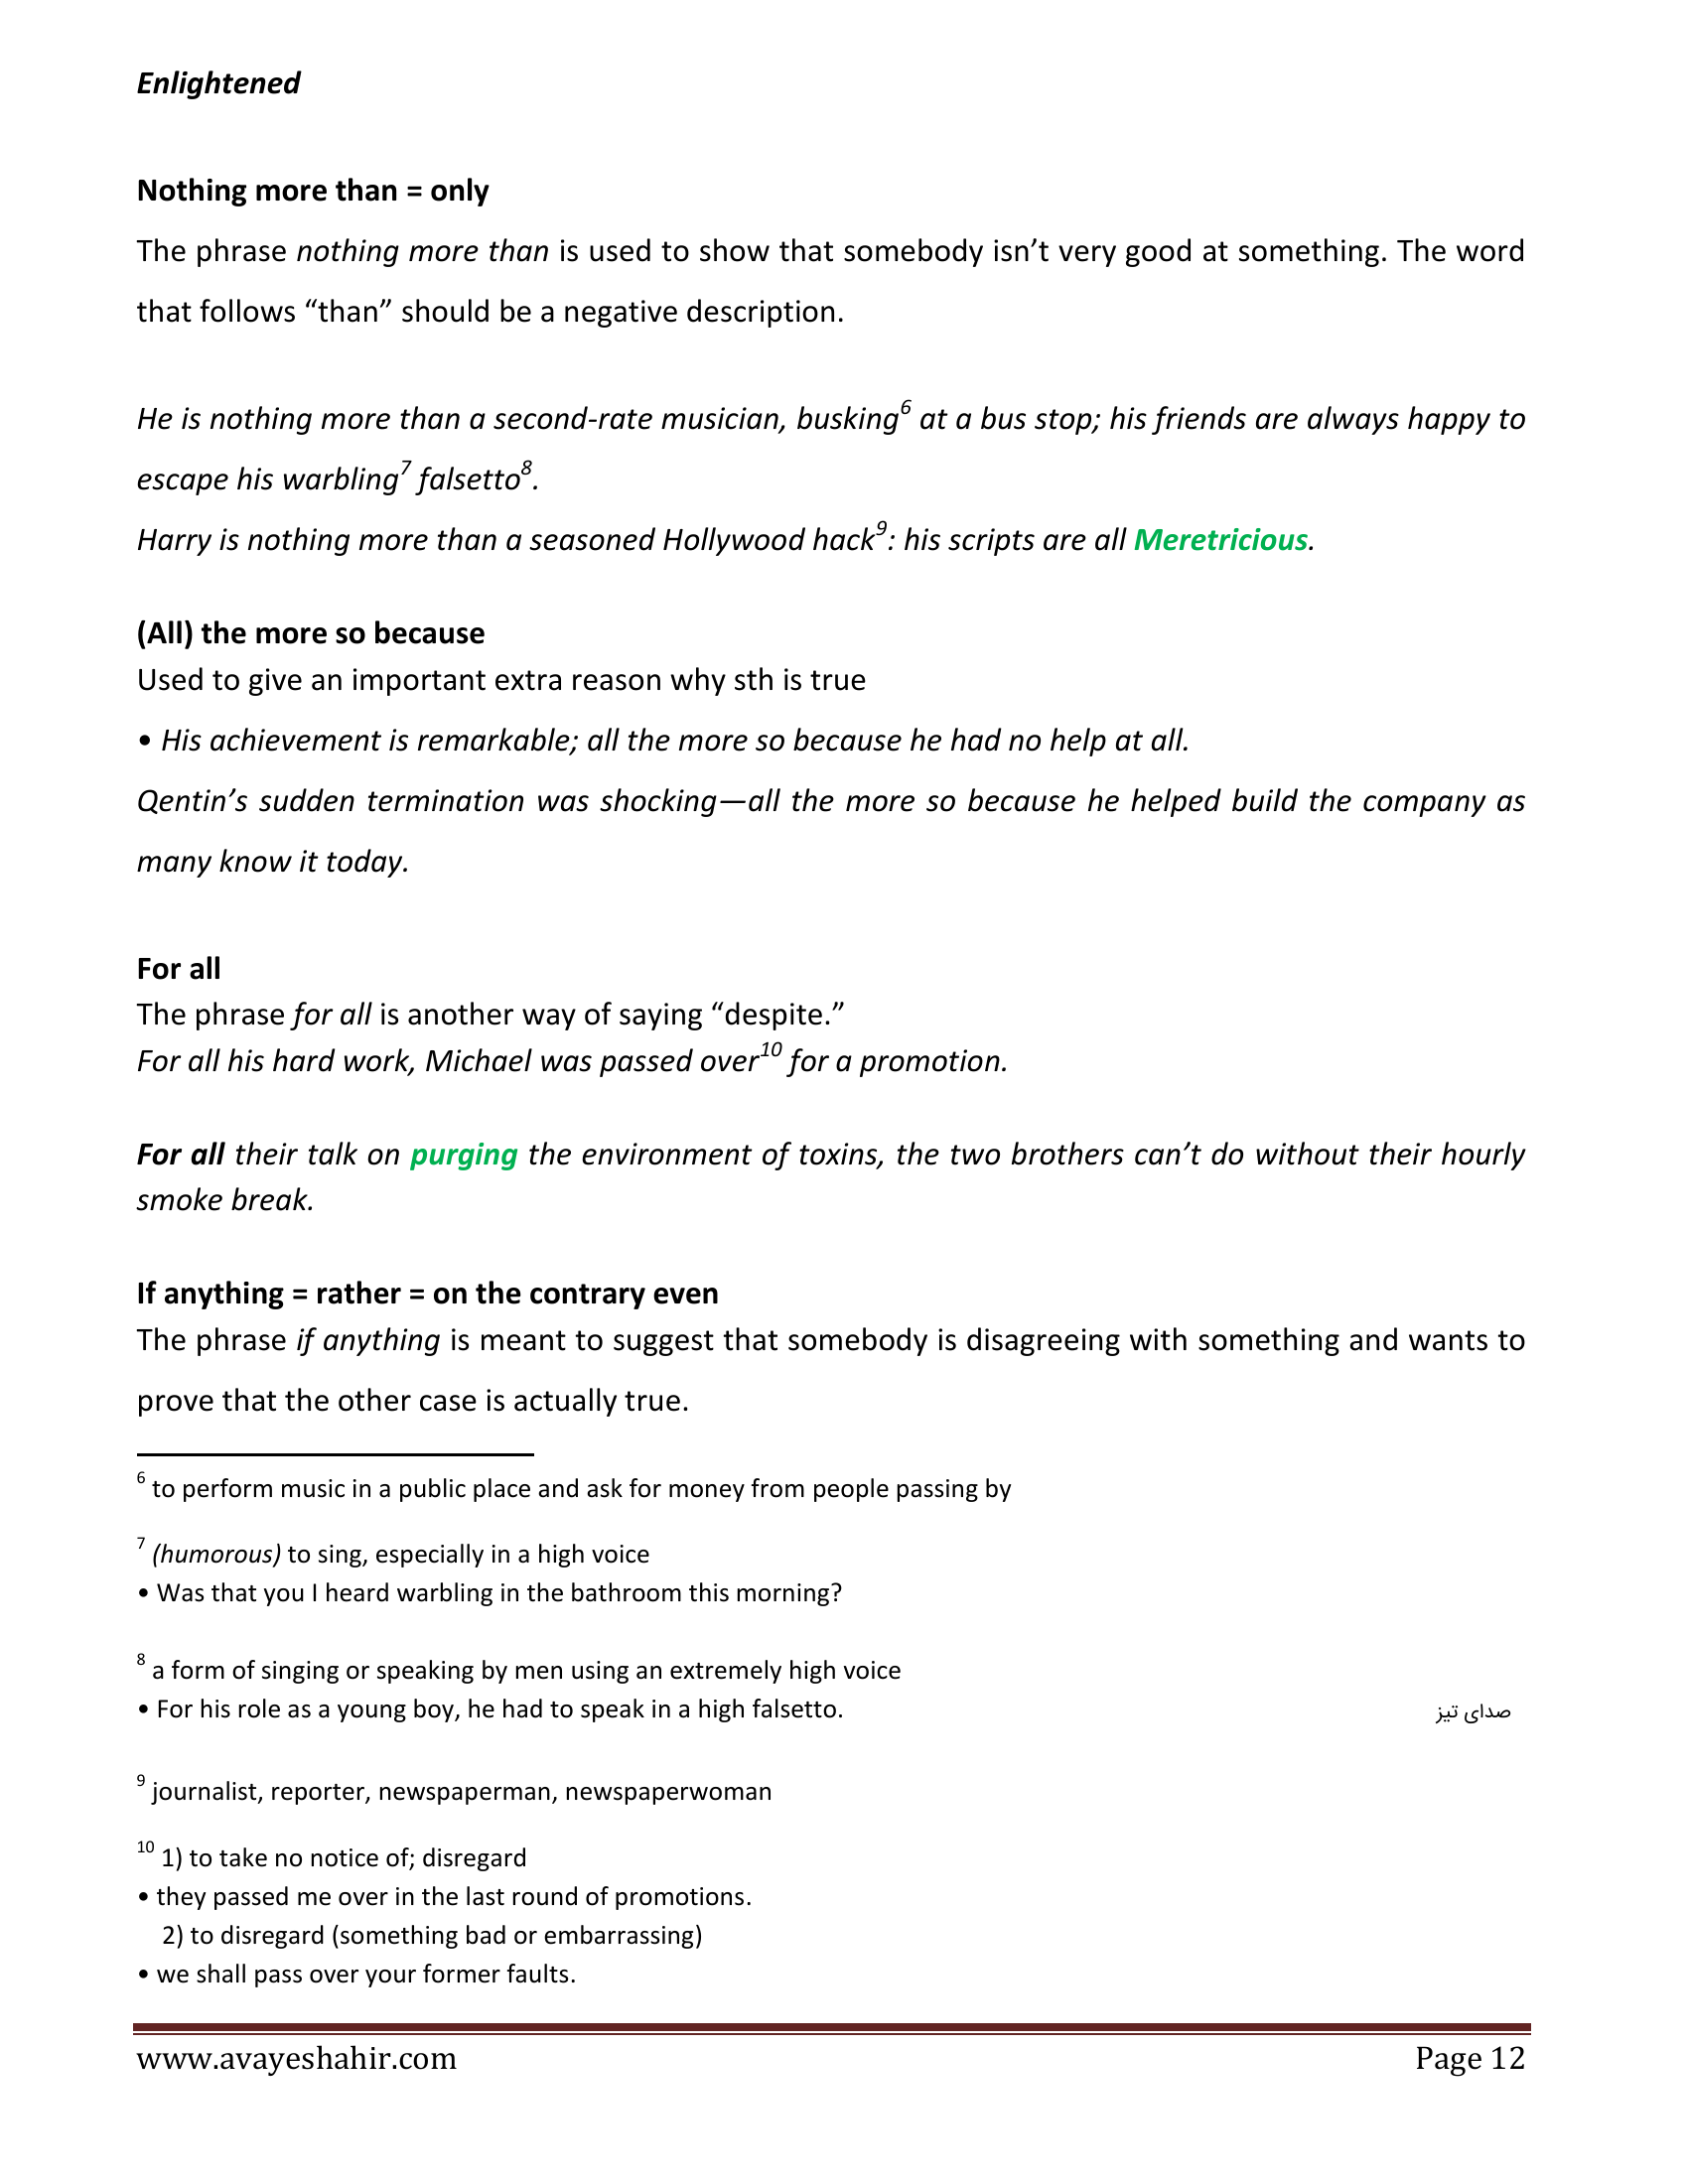 Enlightened
Nothing more than = only
The phrase nothing more than is used to show that somebody isn’t very good at something. The word
that follows “than” should be a negative description.
He is nothing more than a second-rate musician, busking6 at a bus stop; his friends are always happy to
escape his warbling7 falsetto8.
Harry is nothing more than a seasoned Hollywood hack9: his scripts are all Meretricious.
(All) the more so because
Used to give an important extra reason why sth is true
• His achievement is remarkable; all the more so because he had no help at all.
Qentin’s sudden termination was shocking—all the more so because he helped build the company as
many know it today.
For all
The phrase for all is another way of saying “despite.”
For all his hard work, Michael was passed over10 for a promotion.
For all their talk on purging the environment of toxins, the two brothers can’t do without their hourly
smoke break.
If anything = rather = on the contrary even
The phrase if anything is meant to suggest that somebody is disagreeing with something and wants to
prove that the other case is actually true.
6 to perform music in a public place and ask for money from people passing by
7 (humorous) to sing, especially in a high voice
• Was that you I heard warbling in the bathroom this morning?
8 a form of singing or speaking by men using an extremely high voice
• For his role as a young boy, he had to speak in a high falsetto. صدای تیز
9 journalist, reporter, newspaperman, newspaperwoman
10 1) to take no notice of; disregard
• they passed me over in the last round of promotions.
2) to disregard (something bad or embarrassing)
• we shall pass over your former faults.
www.avayeshahir.com Page 12